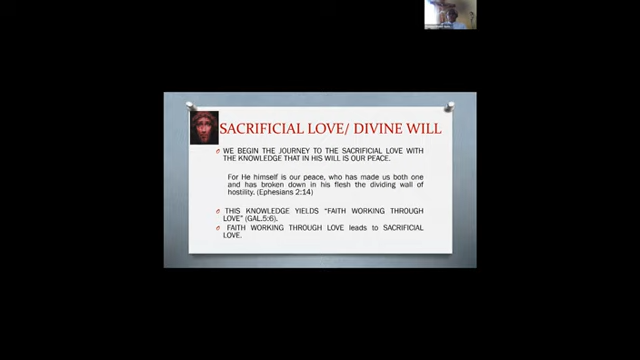 SACRIFICIAL LOVE/ DIVINE WILL
WE BEGIN THE JOURNEY TO THE SACRIFICIAL LOVE WITH
THE KNOWLEDGE THAT IN HIS WILL IS OUR PEACE.
For He himself is our peace, who has made us both one
and has broken down in his flesh the dividing wall of
hostility. (Ephesians 2:14)
THIS KNOWLEDGE YIELDS "FAITH WORKING THROUGH
LOVE" (GAL.5:6).
FAITH WORKING THROUGH LOVE leads to SACRIFICIAL
LOVE.